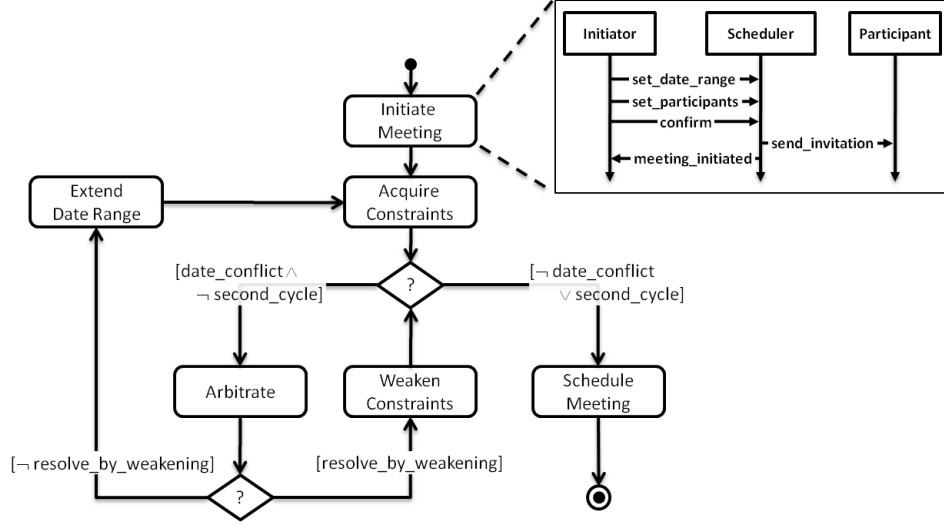 Initiator
Scheduler
Participant
set_date_range
set_participants
confirm
send_invitation
meeting_initiated
Initiate
Meeting
Extend
Date Range
Acquire
Constraints
[date_conflict ∧
¬ second_cycle]
?
[¬ date_conflict
∨ second_cycle]
Arbitrate
Weaken
Constraints
Schedule
Meeting
[¬ resolve_by_weakening]
[resolve_by_weakening]
?